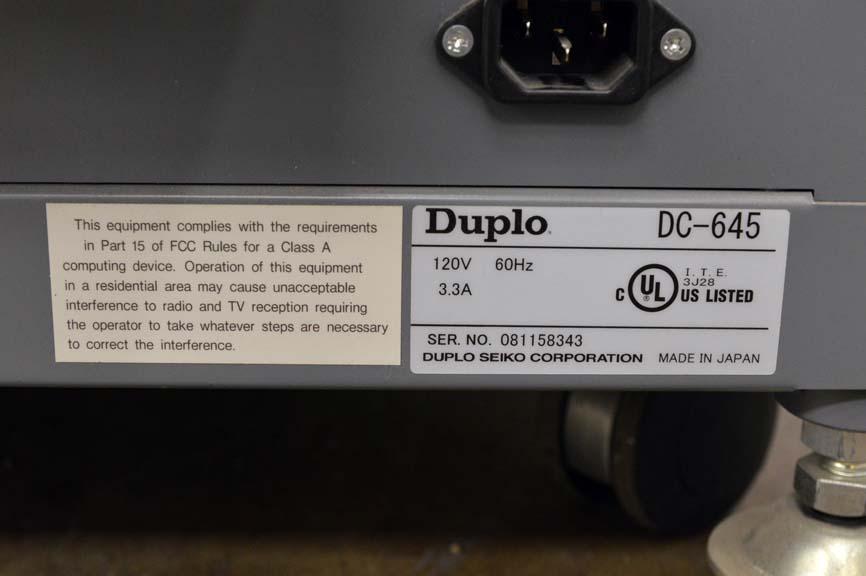 This equipment complies with the requirements
in Part 15 of FCC Rules for a Class A
computing device. Operation of this equipment
in a residential area may cause unacceptable
interference to radio and TV reception requiring
the operator to take whatever steps are necessary
to correct the interference.
Duplo DC-645
120V 60Hz
3.3A
I. T. E.
3J28
C UL US LISTED
SER. NO. 081158343
DUPLO SEIKO CORPORATION MADE IN JAPAN